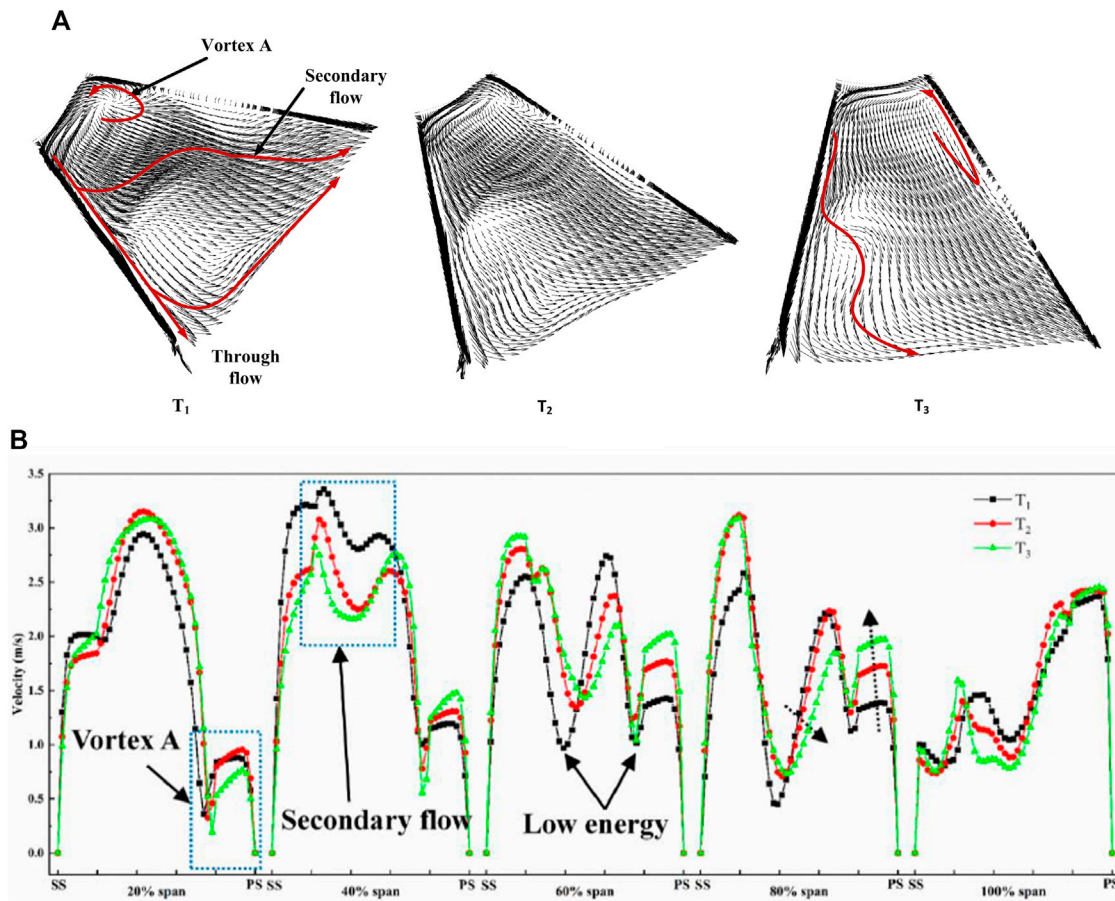 A
Vortex A
Secondary
flow
Through
flow
T1
T2
T3
B
3.5
3.0
2.5
2.0
1.5
1.0
0.5
0.0
Velocity (m/s)
T1
T2
T3
Vortex A
Secondary flow
Low energy
SS 20% span PS SS 40% span PS SS 60% span PS SS 80% span PS SS 100% span PS